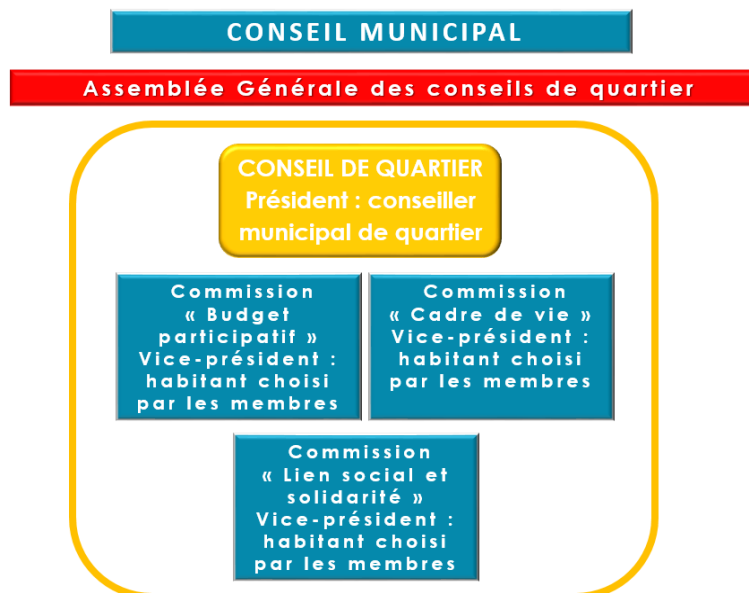 CONSEIL MUNICIPAL
Assemblée Générale des conseils de quartier
CONSEIL DE QUARTIER
Président : conseiller
municipal de quartier
Commission
« Budget
participatif »
Vice-président :
habitant choisi
par les membres
Commission
« Cadre de vie »
Vice-président :
habitant choisi
par les membres
Commission
« Lien social et
solidarité »
Vice-président :
habitant choisi
par les membres